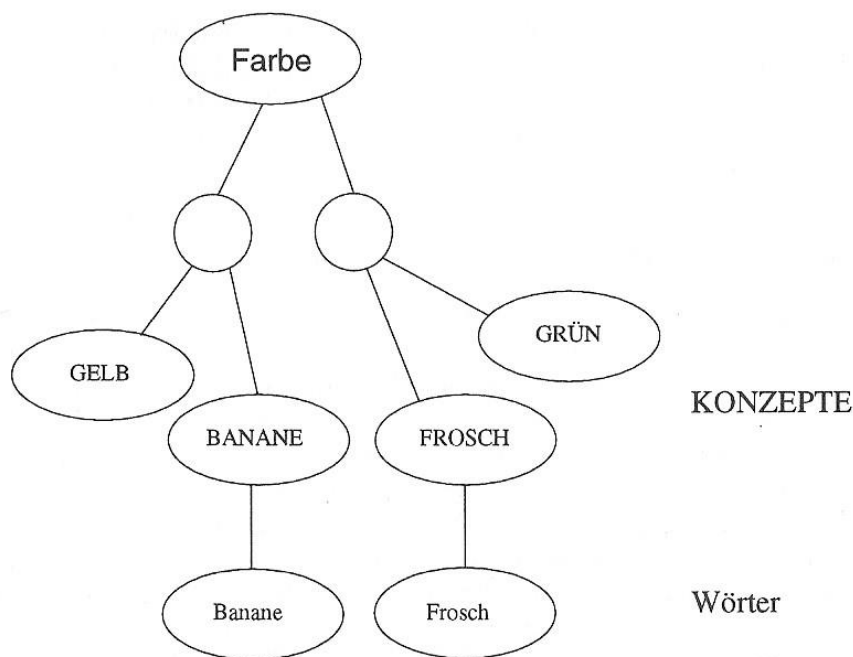 Farbe
GRÜN
GELB
KONZEPTE
BANANE
FROSCH
Banane
Frosch
Wörter